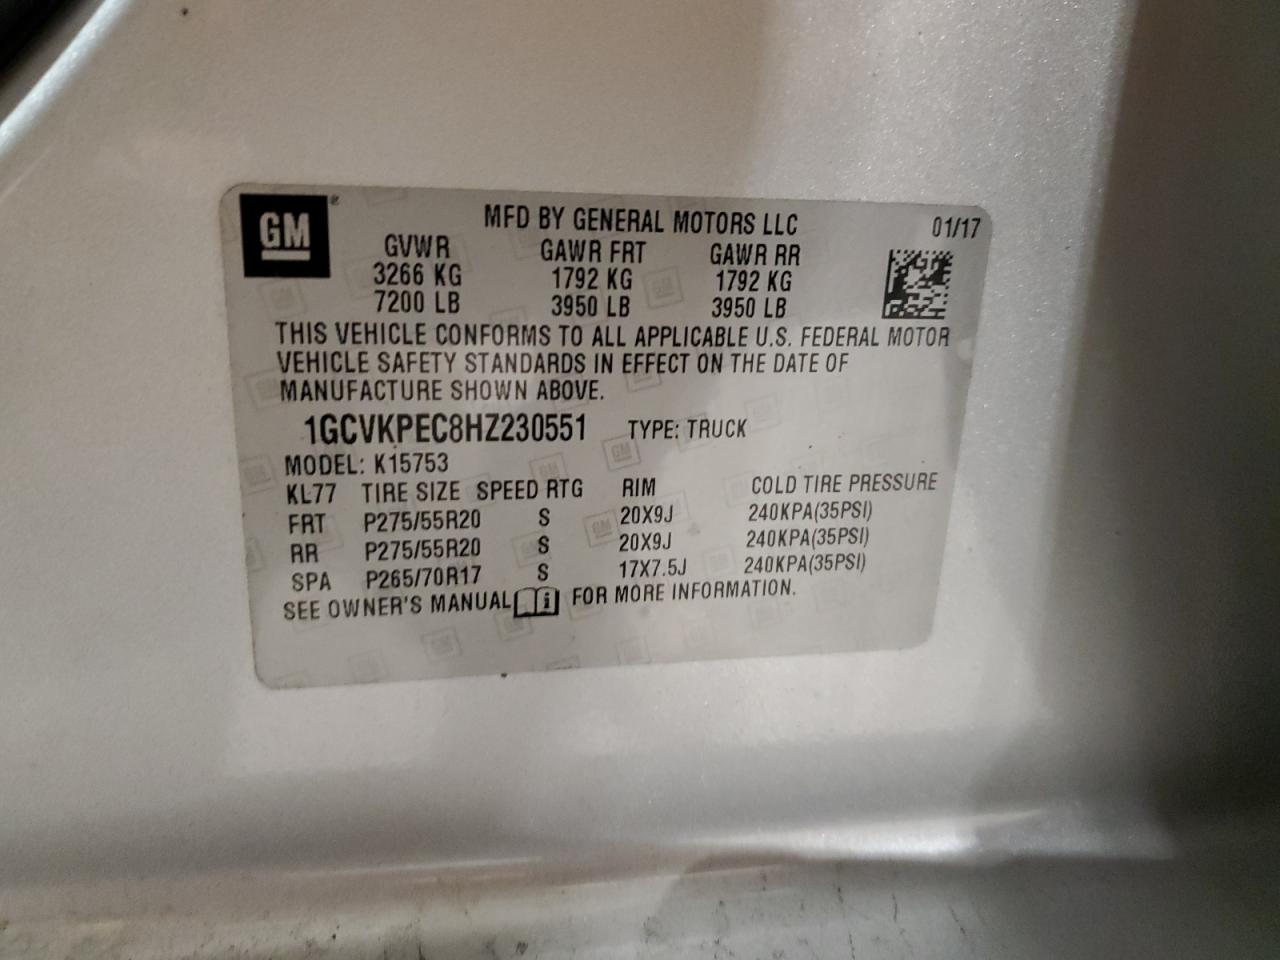 GM
MFD BY GENERAL MOTORS LLC 01/17
GVWR GAWR FRT GAWR RR
3266 KG 1792 KG 1792 KG
7200 LB 3950 LB 3950 LB
THIS VEHICLE CONFORMS TO ALL APPLICABLE U.S. FEDERAL MOTOR
VEHICLE SAFETY STANDARDS IN EFFECT ON THE DATE OF
MANUFACTURE SHOWN ABOVE.
1GCVKPEC8HZ230551 TYPE: TRUCK
MODEL: K15753
KL77 TIRE SIZE SPEED RTG RIM COLD TIRE PRESSURE
FRT P275/55R20 S 20X9J 240KPA(35PSI)
RR P275/55R20 S 20X9J 240KPA(35PSI)
SPA P265/70R17 S 17X7.5J 240KPA(35PSI)
SEE OWNER'S MANUAL FOR MORE INFORMATION.